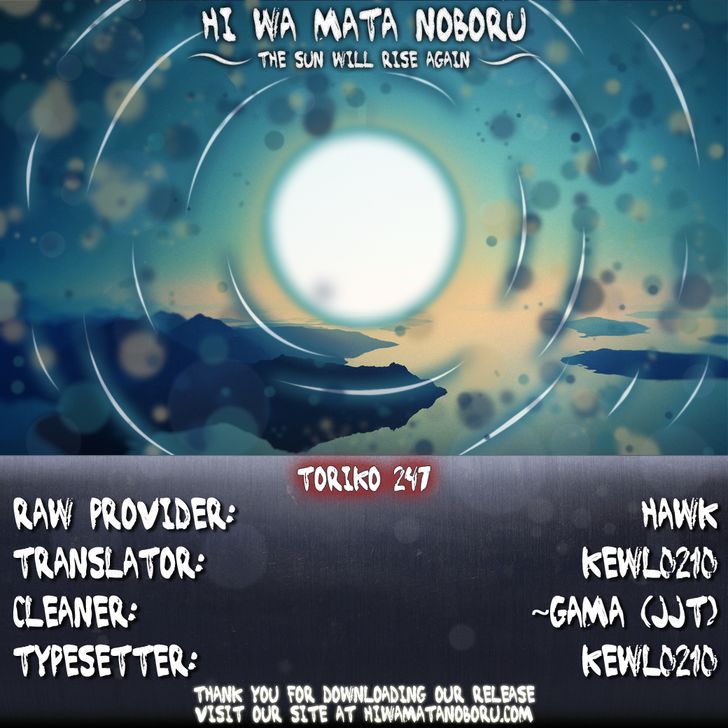 HI WA MATA NOBORU
THE SUN WILL RISE AGAIN
TORIKO 247
RAW PROVIDER: HAWK
TRANSLATOR: KEWL0210
CLEANER: ~GAMA (JJT)
TYPESETTER: KEWL0210
THANK YOU FOR DOWNLOADING OUR RELEASE
VISIT OUR SITE AT HIWAMATANOBORU.COM